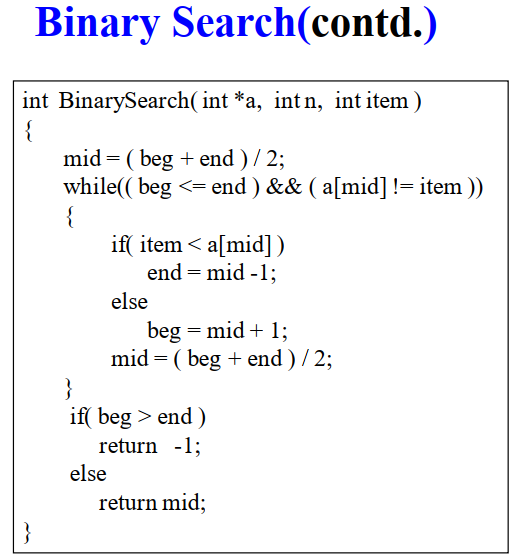 Binary Search(contd.)
int BinarySearch( int *a, int n, int item )
{
mid = ( beg + end ) / 2;
while(( beg <= end ) && ( a[mid] != item ))
{
if( item < a[mid] )
end = mid -1;
else
beg = mid + 1;
mid = ( beg + end ) / 2;
}
if( beg > end )
return -1;
else
return mid;
}